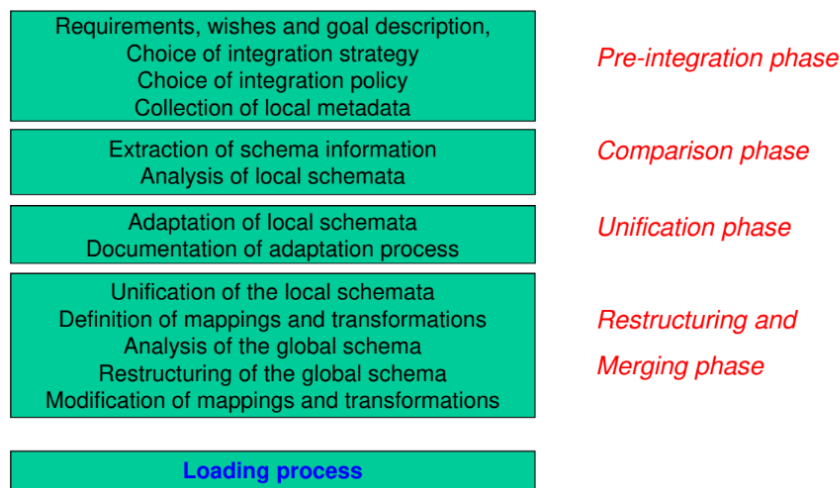 Requirements, wishes and goal description,
Choice of integration strategy
Choice of integration policy
Collection of local metadata
Pre-integration phase
Extraction of schema information
Analysis of local schemata
Comparison phase
Adaptation of local schemata
Documentation of adaptation process
Unification phase
Unification of the local schemata
Definition of mappings and transformations
Analysis of the global schema
Restructuring of the global schema
Modification of mappings and transformations
Restructuring and
Merging phase
Loading process